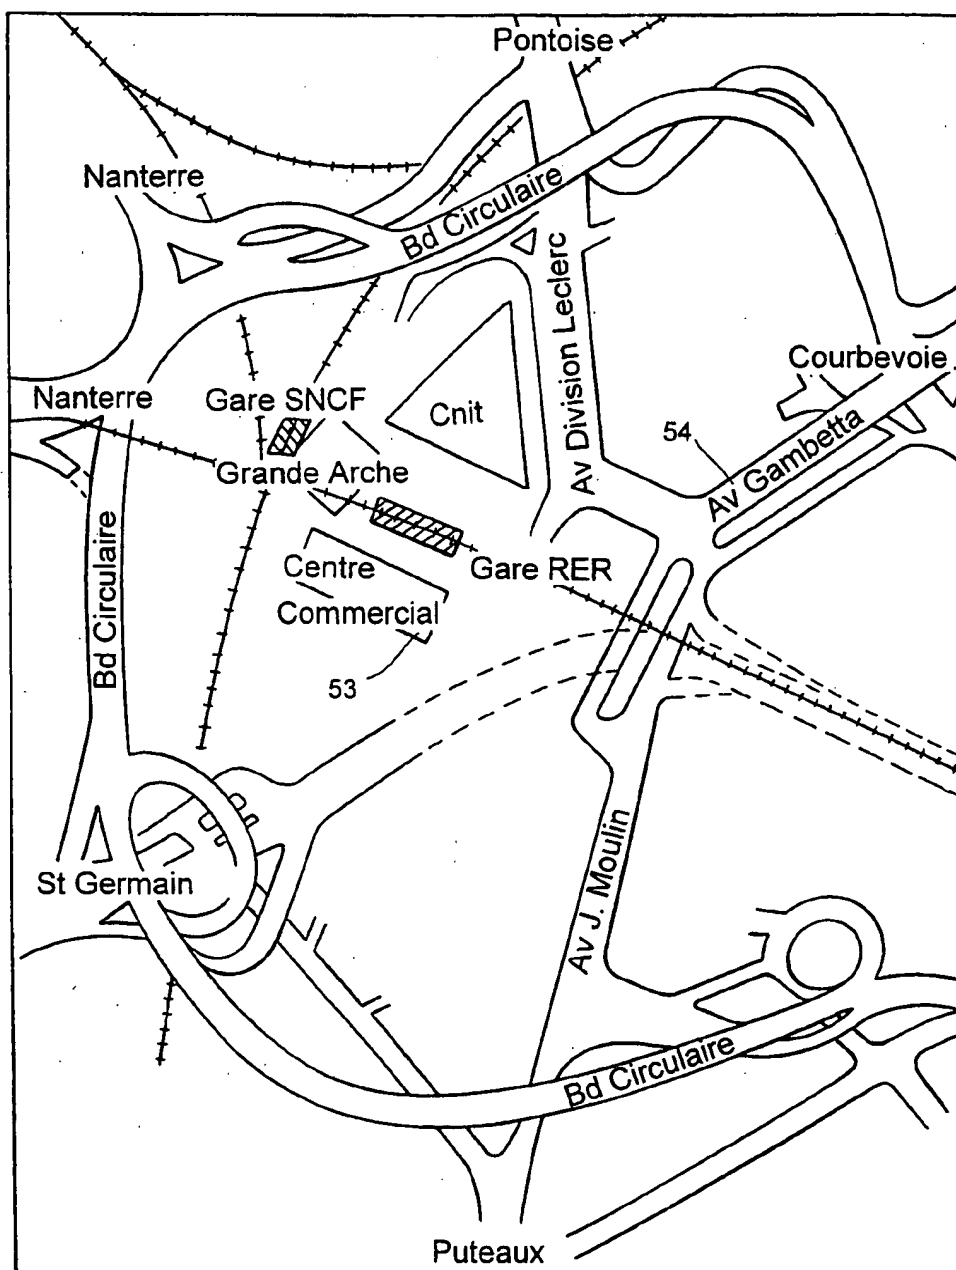 Pontoise
Nanterre
Bd Circulaire
Av Division Leclerc
Courbevoie
Nanterre
Gare SNCF
Cnit
54
Av Gambetta
Grande Arche
Centre
Commercial
Gare RER
Bd Circulaire
53
St Germain
Av J. Moulin
Bd Circulaire
Puteaux